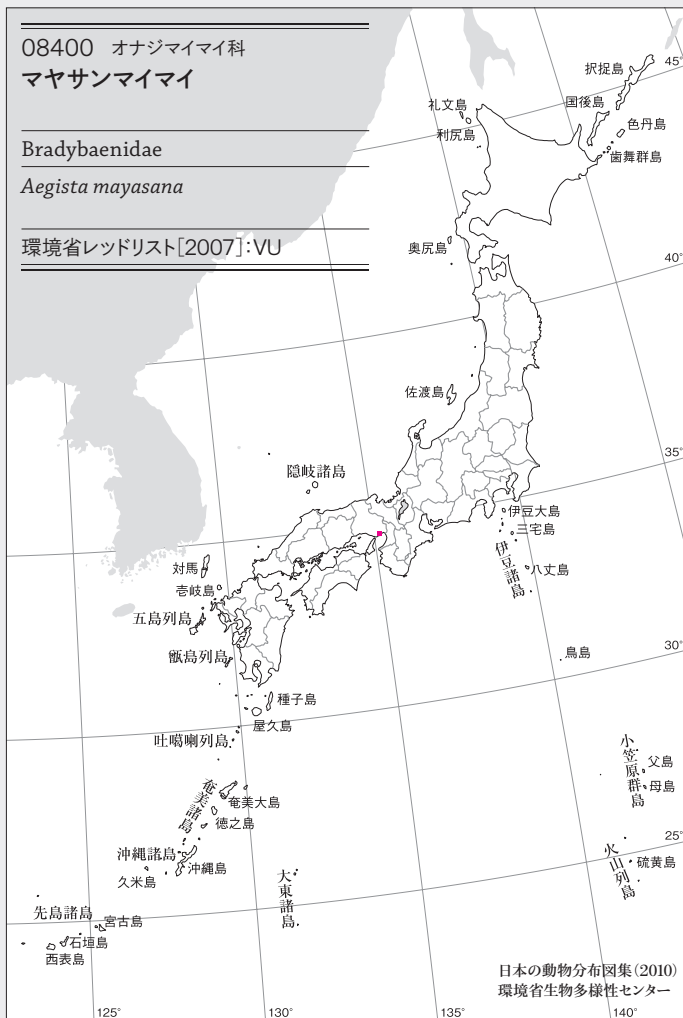 08400 オナジマイマイ科
マヤサンマイマイ
Bradybaenidae
Aegista mayasana
環境省レッドリスト[2007]:VU
択捉島
45°
礼文島
国後島
利尻島
色丹島
歯舞群島
奥尻島
40°
佐渡島
35°
隠岐諸島
伊豆大島
三宅島
伊豆諸島
八丈島
対馬
壱岐島
五島列島
甑島列島
鳥島
30°
種子島
屋久島
吐噶喇列島
小笠原群島
父島
母島
奄美諸島
奄美大島
徳之島
25°
沖縄諸島
沖縄島
久米島
火山列島
硫黄島
大東諸島
先島諸島
宮古島
石垣島
西表島
日本の動物分布図集(2010)
環境省生物多様性センター
125°
130°
135°
140°